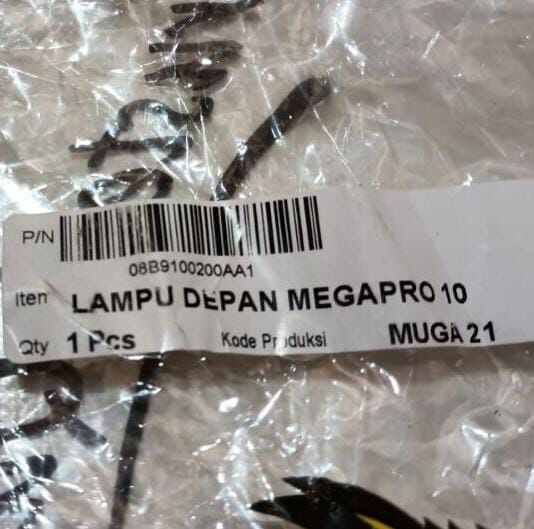 P/N
08B9100200AA1
Item LAMPU DEPAN MEGAPRO 10
Qty 1 Pcs Kode Produksi MUGA 21